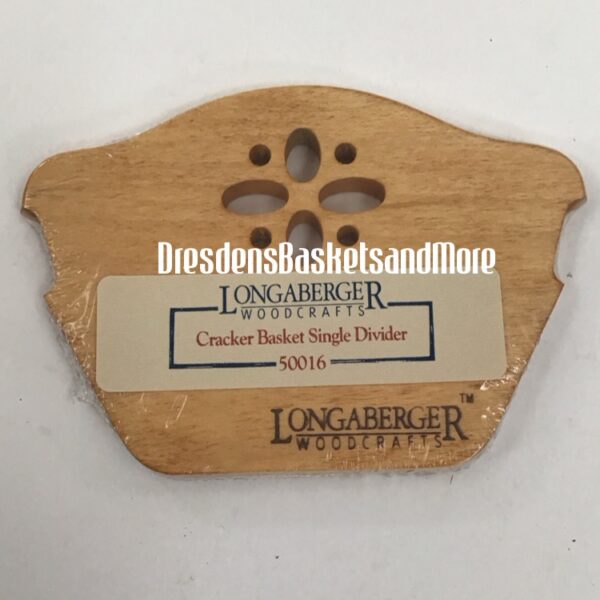 DresdensBasketsandMore
LONGABERGER
WOODCRAFTS
Cracker Basket Single Divider
50016
LONGABERGER™
WOODCRAFTS